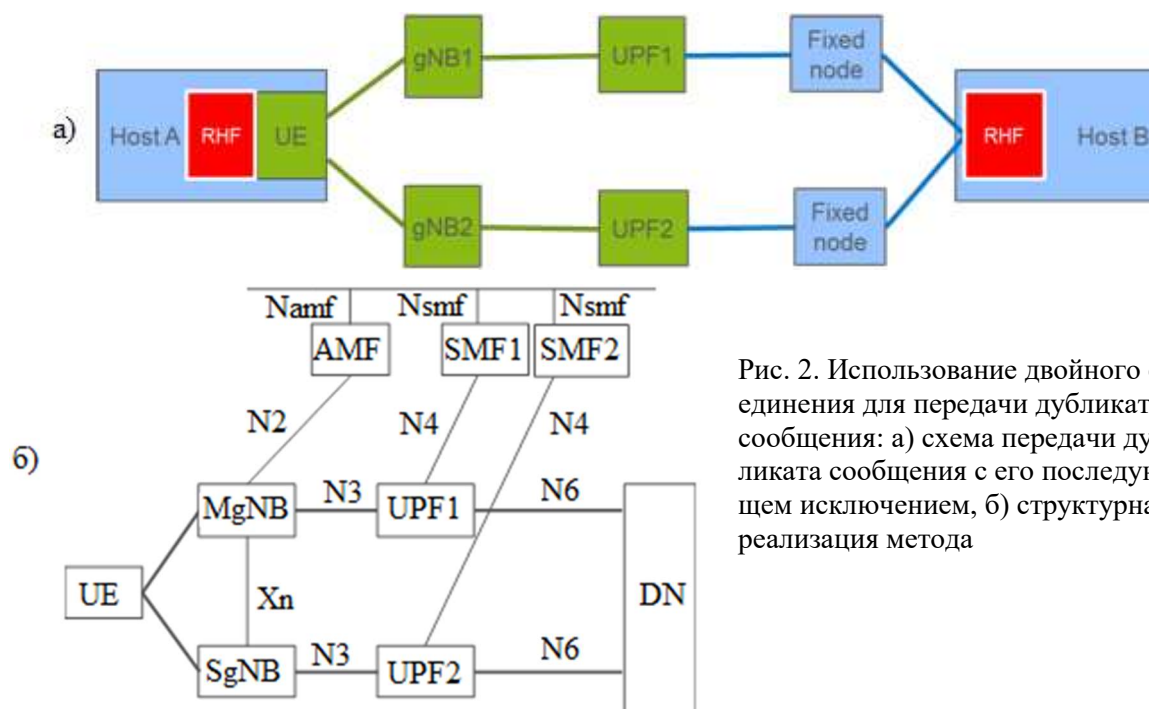 gNB1 UPF1 Fixed
node
а) Host A RHF UE RHF Host B
gNB2 UPF2 Fixed
node
Namf Nsmf Nsmf
AMF SMF1 SMF2
N2 N4 N4
б)
MgNB N3 UPF1 N6
UE Xn DN
SgNB N3 UPF2 N6
Рис. 2. Использование двойного
единения для передачи дубликат
сообщения: а) схема передачи ду
ликата сообщения с его последую
щем исключением, б) структурна
реализация метода